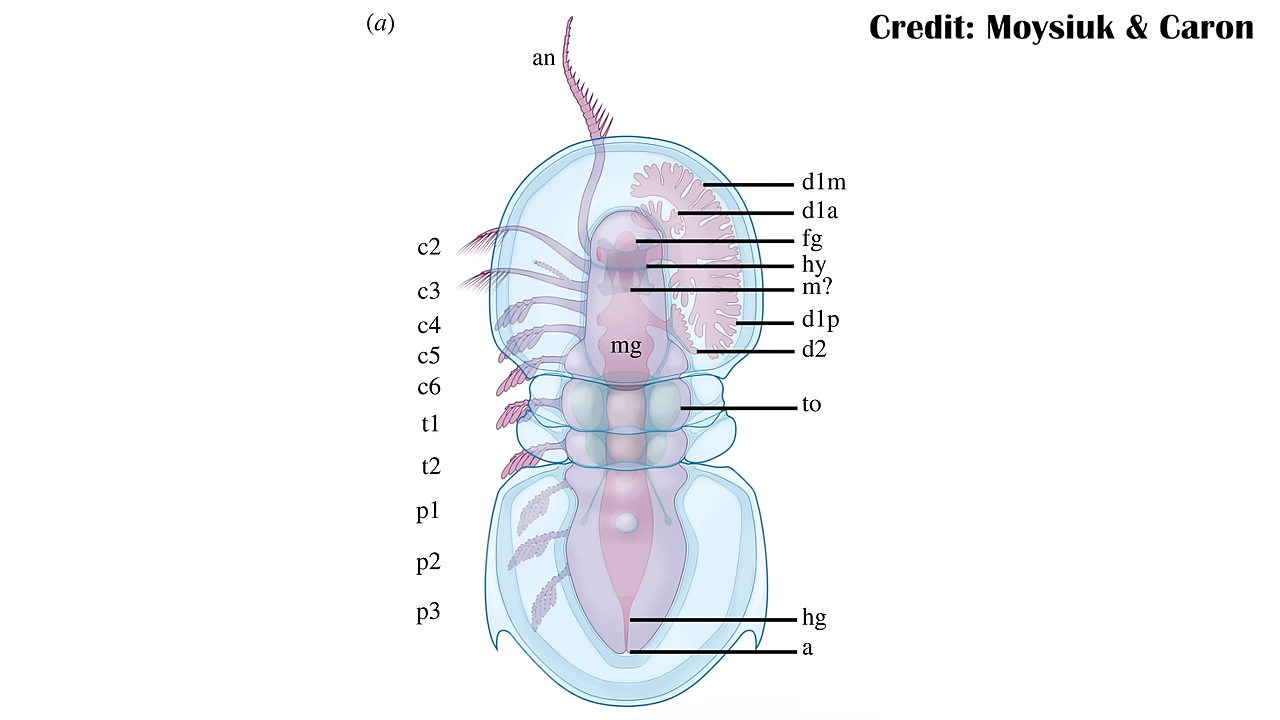 (a)
Credit: Moysiuk & Caron
an
d1m
d1a
fg
hy
m?
d1p
d2
to
hg
a
c2
c3
c4
c5
c6
t1
t2
p1
p2
p3
mg